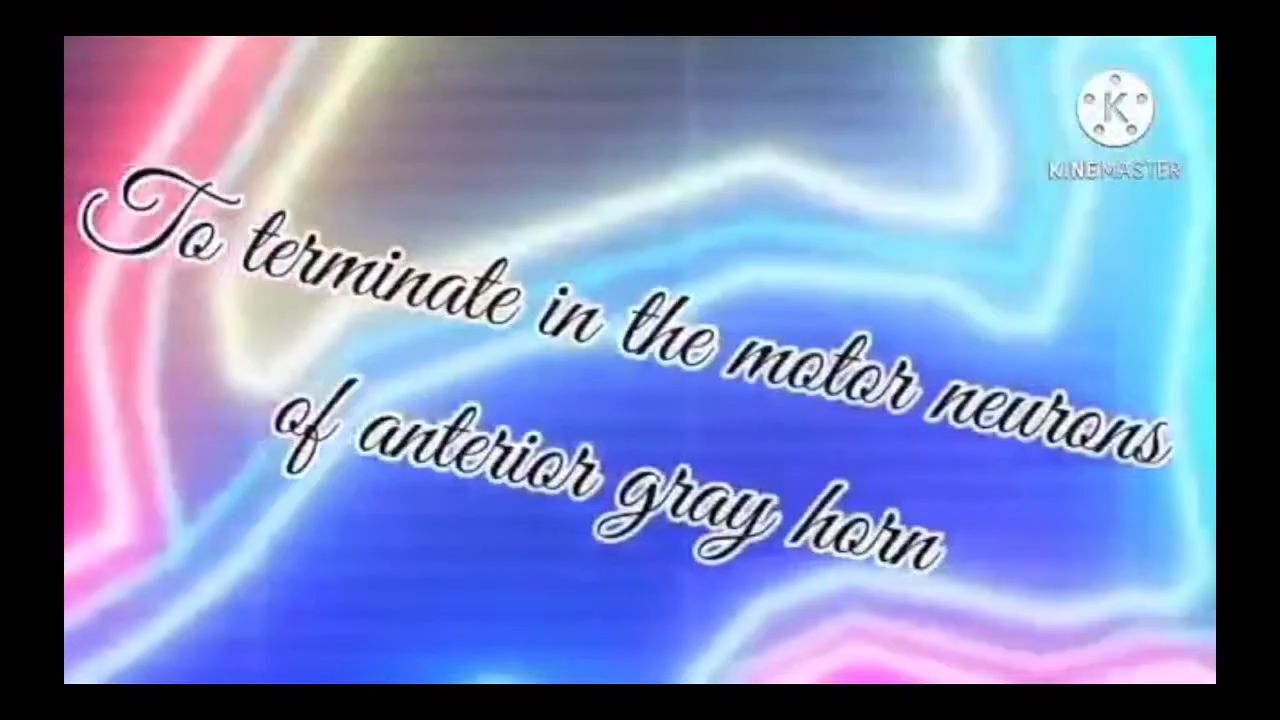 K
KINEMASTER
To terminate in the motor neurons
of anterior gray horn